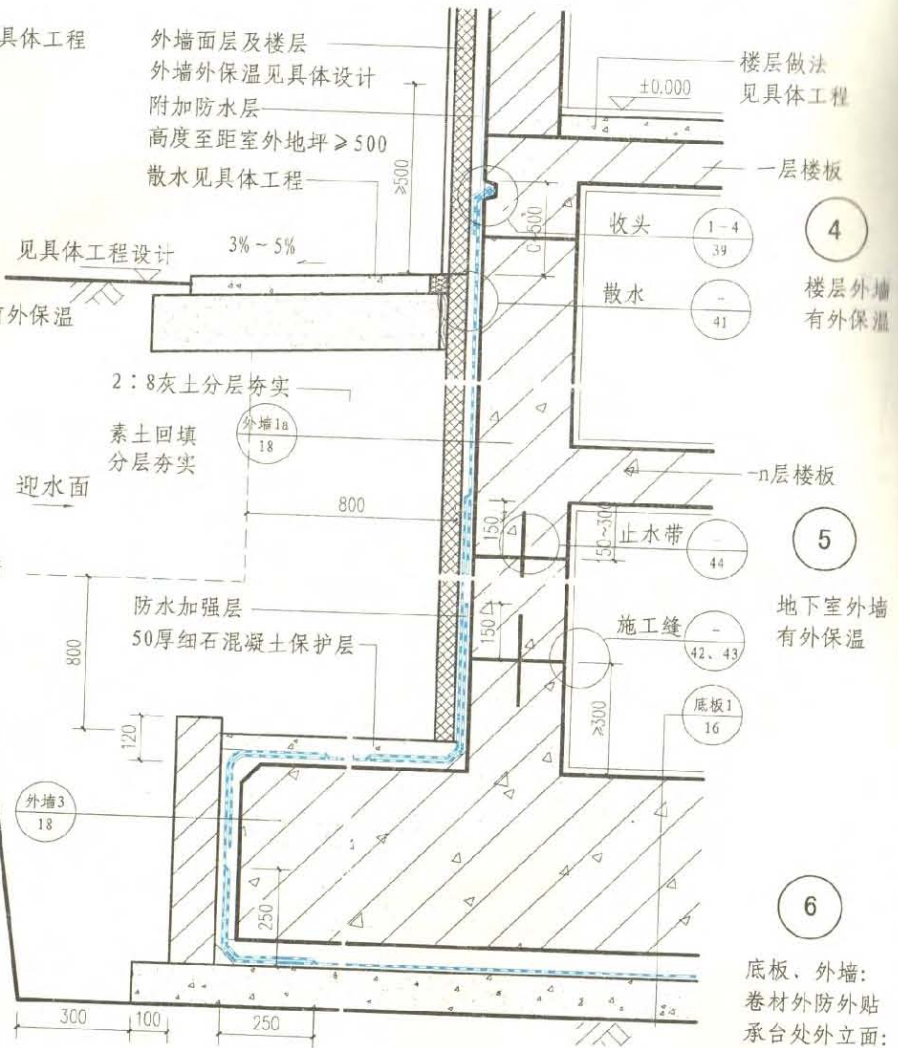 具体工程
外墙面层及楼层
外墙外保温见具体设计
附加防水层
高度至距室外地坪≥500
散水见具体工程
≥500
±0.000
楼层做法
见具体工程
一层楼板
见具体工程设计
3%~5%
外保温
0~500
收头
1-4
39
散水
-
41
4
楼层外墙
有外保温
2:8灰土分层夯实
素土回填
分层夯实
外墙1a
18
迎水面
800
-n层楼板
150
150~300
止水带
-
44
5
地下室外墙
有外保温
防水加强层
50厚细石混凝土保护层
800
150
施工缝
-
42、43
≥300
底板1
16
120
外墙3
18
250
6
底板、外墙:
卷材外防外贴
承台处外立面:
300
100
250